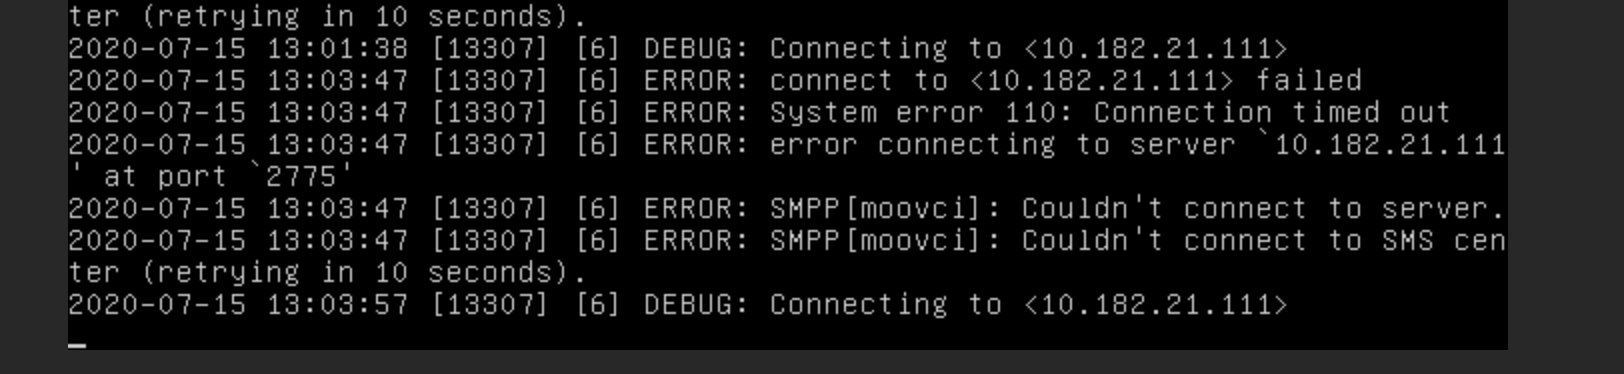 ter (retrying in 10 seconds).
2020-07-15 13:01:38 [13307] [6] DEBUG: Connecting to <10.182.21.111>
2020-07-15 13:03:47 [13307] [6] ERROR: connect to <10.182.21.111> failed
2020-07-15 13:03:47 [13307] [6] ERROR: System error 110: Connection timed out
2020-07-15 13:03:47 [13307] [6] ERROR: error connecting to server `10.182.21.111
' at port `2775'
2020-07-15 13:03:47 [13307] [6] ERROR: SMPP[moovci]: Couldn't connect to server.
2020-07-15 13:03:47 [13307] [6] ERROR: SMPP[moovci]: Couldn't connect to SMS cen
ter (retrying in 10 seconds).
2020-07-15 13:03:57 [13307] [6] DEBUG: Connecting to <10.182.21.111>